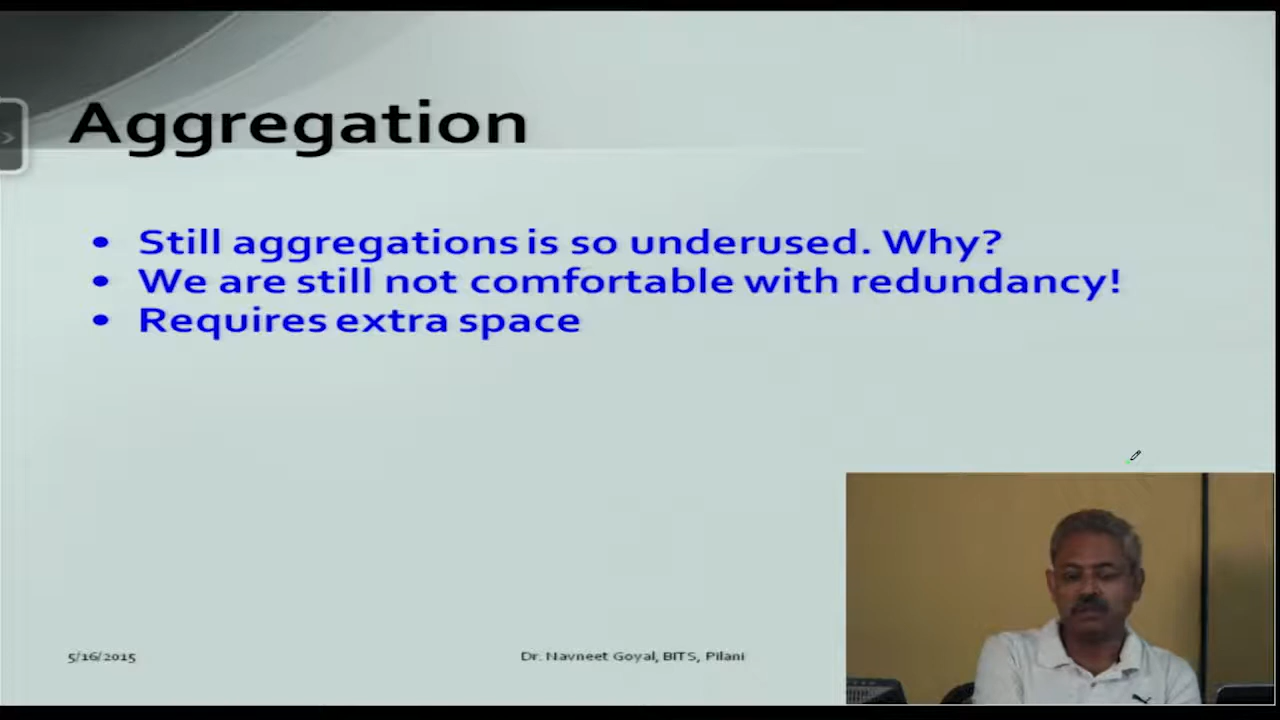 Aggregation
• Still aggregations is so underused. Why?
• We are still not comfortable with redundancy!
• Requires extra space
5/16/2015
Dr. Navneet Goyal, BITS, Pilani